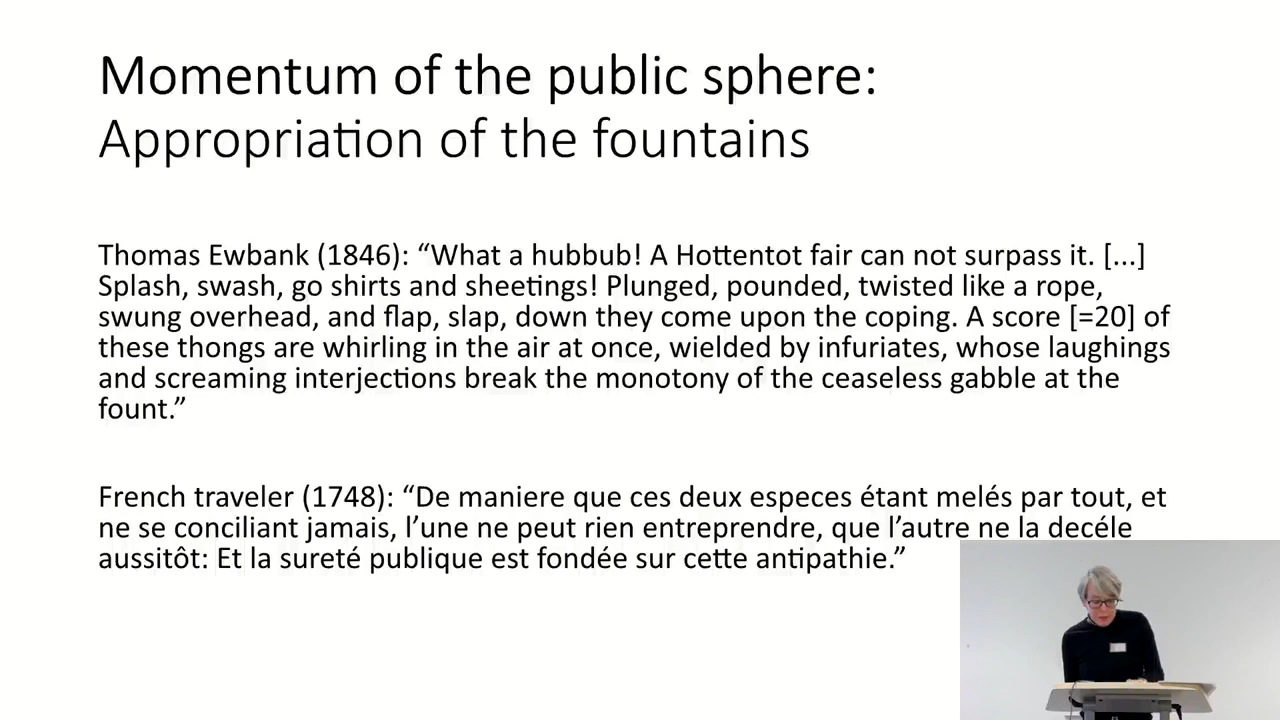 Momentum of the public sphere:
Appropriation of the fountains
Thomas Ewbank (1846): “What a hubbub! A Hottentot fair can not surpass it. [...]
Splash, swash, go shirts and sheetings! Plunged, pounded, twisted like a rope,
swung overhead, and flap, slap, down they come upon the coping. A score [=20] of
these thongs are whirling in the air at once, wielded by infuriates, whose laughings
and screaming interjections break the monotony of the ceaseless gabble at the
fount.”
French traveler (1748): “De maniere que ces deux especes étant melés par tout, et
ne se conciliant jamais, l’une ne peut rien entreprendre, que l’autre ne la decéle
aussitôt: Et la sureté publique est fondée sur cette antipathie.”